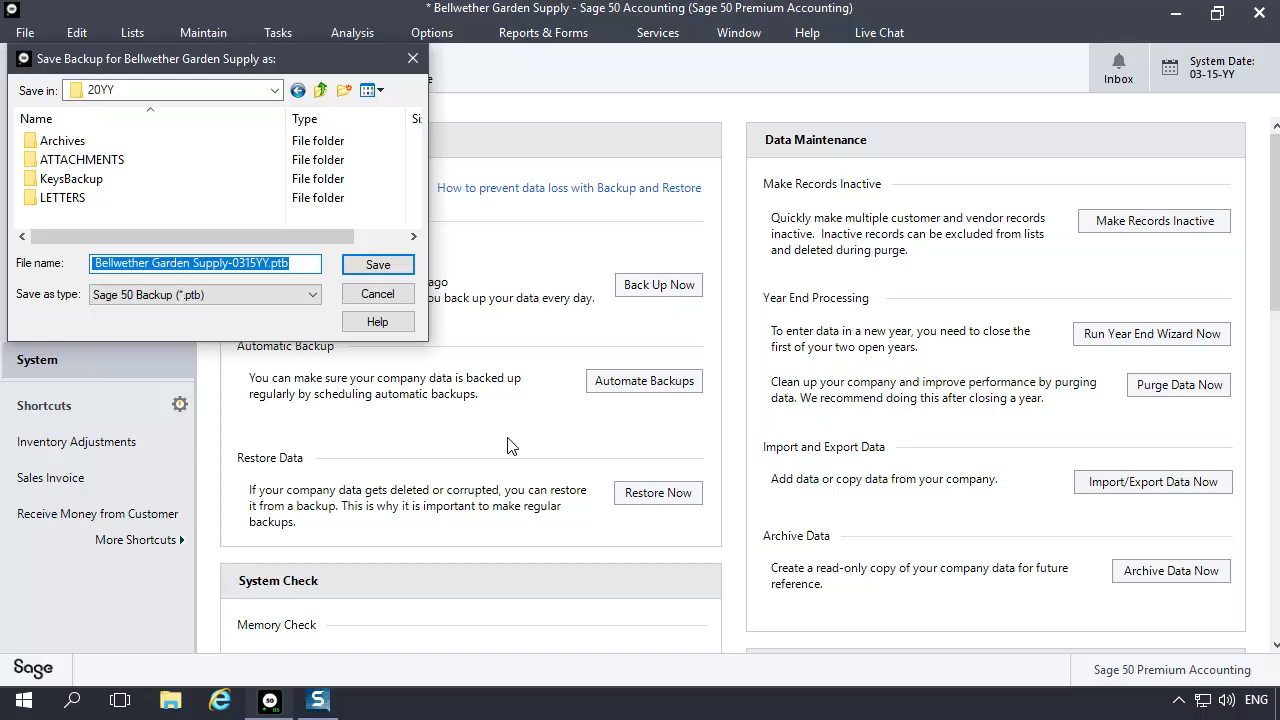 * Bellwether Garden Supply - Sage 50 Accounting (Sage 50 Premium Accounting)
File Edit Lists Maintain Tasks Analysis Options Reports & Forms Services Window Help Live Chat
Save Backup for Bellwether Garden Supply as:
Save in: 20YY
Name Type Si
Archives File folder
ATTACHMENTS File folder
KeysBackup File folder
LETTERS File folder
File name: Bellwether Garden Supply-0315YY.ptb Save
Save as type: Sage 50 Backup (*.ptb) Cancel
Help
Inbox
System Date:
03-15-YY
System
Shortcuts
Inventory Adjustments
Sales Invoice
Receive Money from Customer
More Shortcuts
How to prevent data loss with Backup and Restore
ago
you back up your data every day.
Back Up Now
Automatic Backup
You can make sure your company data is backed up
regularly by scheduling automatic backups.
Automate Backups
Restore Data
If your company data gets deleted or corrupted, you can restore
it from a backup. This is why it is important to make regular
backups.
Restore Now
System Check
Memory Check
Data Maintenance
Make Records Inactive
Quickly make multiple customer and vendor records
inactive. Inactive records can be excluded from lists
and deleted during purge.
Make Records Inactive
Year End Processing
To enter data in a new year, you need to close the
first of your two open years.
Run Year End Wizard Now
Clean up your company and improve performance by purging
data. We recommend doing this after closing a year.
Purge Data Now
Import and Export Data
Add data or copy data from your company.
Import/Export Data Now
Archive Data
Create a read-only copy of your company data for future
reference.
Archive Data Now
Sage
Sage 50 Premium Accounting
50
US
S
ENG